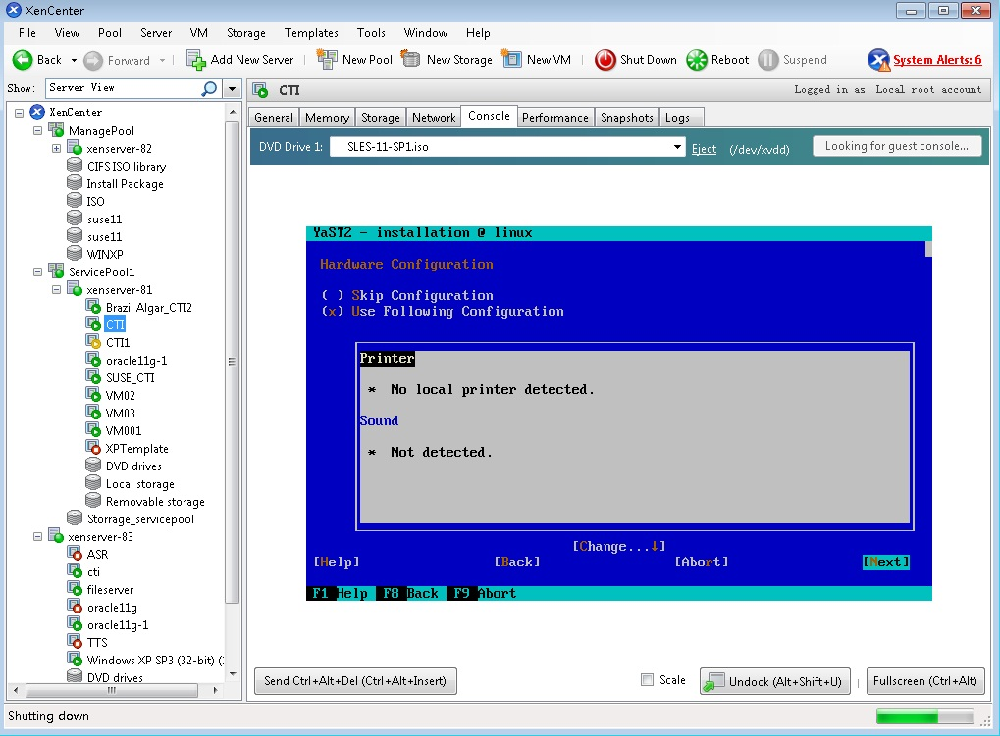 XenCenter
File View Pool Server VM Storage Templates Tools Window Help
Back Forward Add New Server New Pool New Storage New VM Shut Down Reboot Suspend System Alerts: 6
Show: Server View
CTI Logged in as: Local root account
XenCenter
ManagePool
xenserver-82
CIFS ISO library
Install Package
ISO
suse11
suse11
WINXP
ServicePool1
xenserver-81
Brazil Algar_CTI2
CTI
CTI1
oracle11g-1
SUSE_CTI
VM02
VM03
VM001
XPTemplate
DVD drives
Local storage
Removable storage
Storrage_servicepool
xenserver-83
ASR
cti
fileserver
oracle11g
oracle11g-1
TTS
Windows XP SP3 (32-bit) (
DVD drives
General Memory Storage Network Console Performance Snapshots Logs
DVD Drive 1: SLES-11-SP1.iso Eject (/dev/xvdd) Looking for guest console...
YaST2 - installation @ linux
Hardware Configuration
( ) Skip Configuration
(x) Use Following Configuration
Printer
* No local printer detected.
Sound
* Not detected.
[Change...↓]
[Help] [Back] [Abort] [Next]
F1 Help F8 Back F9 Abort
Send Ctrl+Alt+Del (Ctrl+Alt+Insert) Scale Undock (Alt+Shift+U) Fullscreen (Ctrl+Alt)
Shutting down